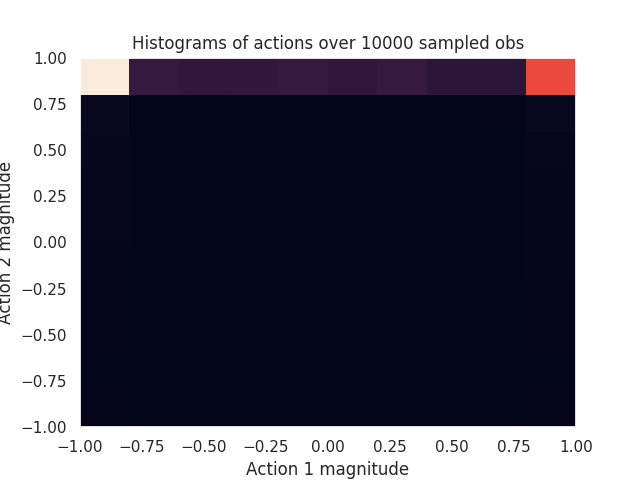 Histograms of actions over 10000 sampled obs
1.00
0.75
0.50
0.25
0.00
−0.25
−0.50
−0.75
−1.00
Action 2 magnitude
−1.00 −0.75 −0.50 −0.25 0.00 0.25 0.50 0.75 1.00
Action 1 magnitude